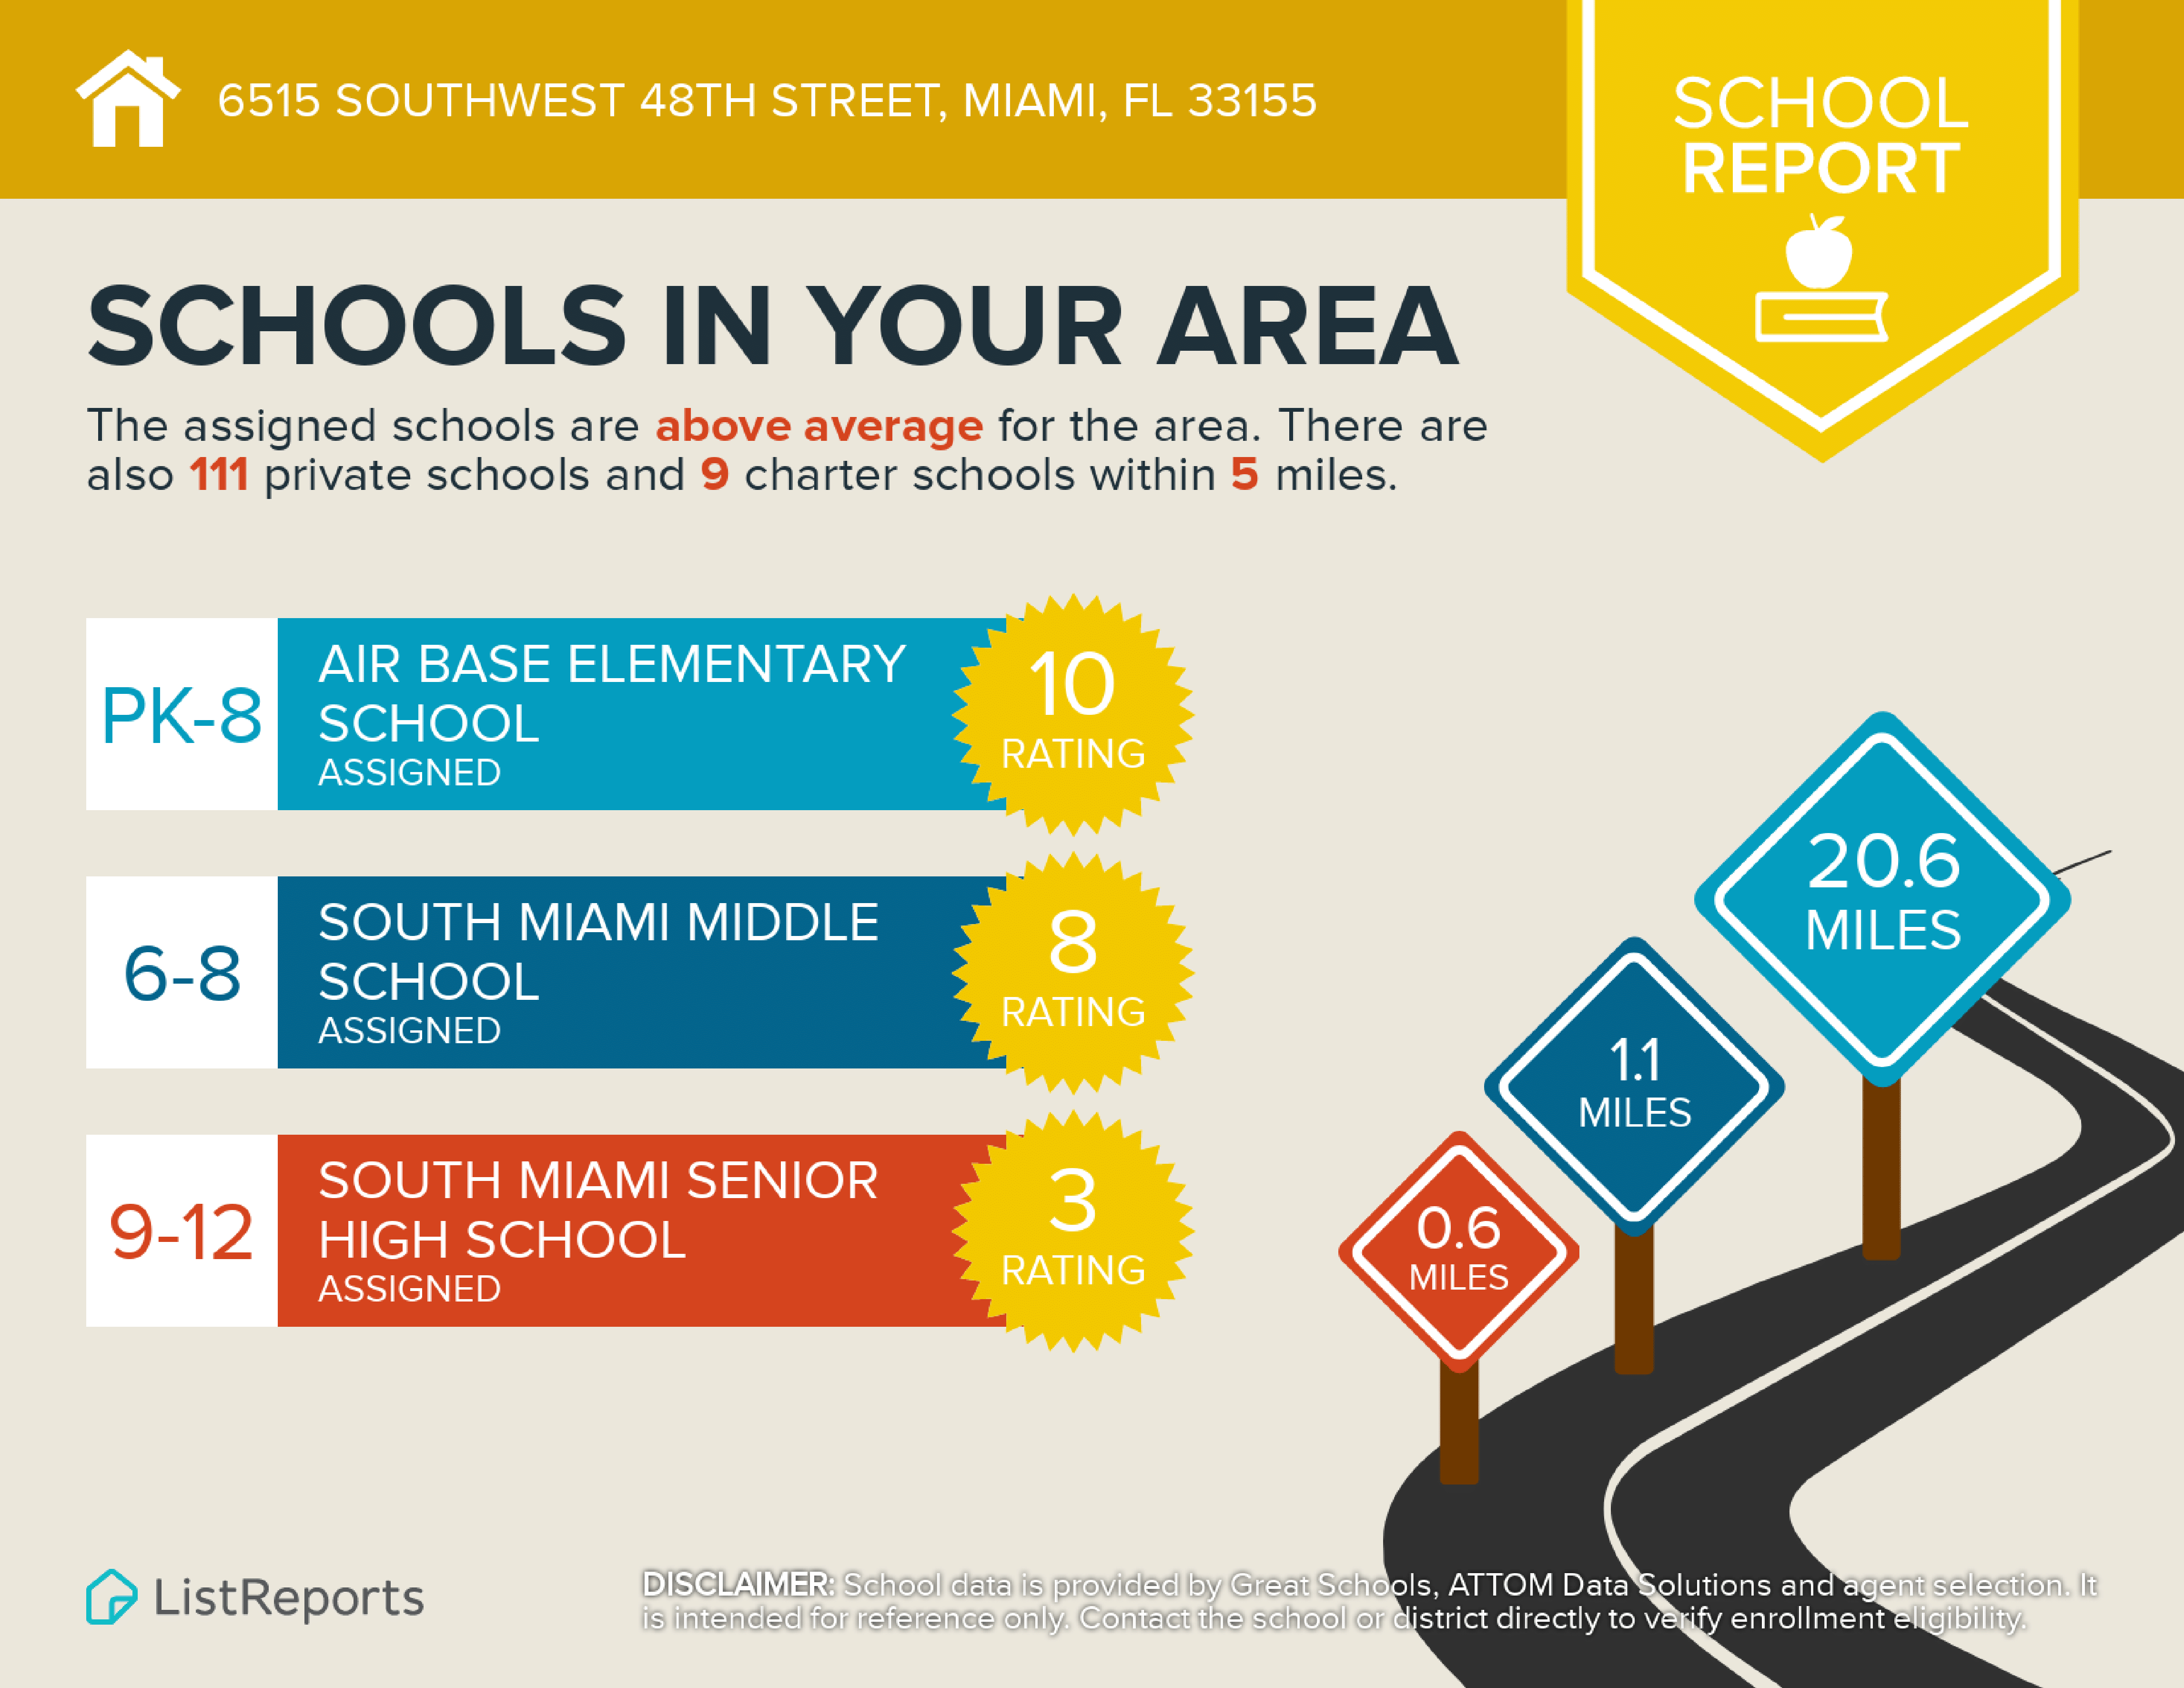 6515 SOUTHWEST 48TH STREET, MIAMI, FL 33155
SCHOOL
REPORT
SCHOOLS IN YOUR AREA
The assigned schools are above average for the area. There are
also 111 private schools and 9 charter schools within 5 miles.
PK-8
AIR BASE ELEMENTARY
SCHOOL
ASSIGNED
10
RATING
6-8
SOUTH MIAMI MIDDLE
SCHOOL
ASSIGNED
8
RATING
9-12
SOUTH MIAMI SENIOR
HIGH SCHOOL
ASSIGNED
3
RATING
20.6
MILES
1.1
MILES
0.6
MILES
ListReports
DISCLAIMER: School data is provided by Great Schools, ATTOM Data Solutions and agent selection. It
is intended for reference only. Contact the school or district directly to verify enrollment eligibility.